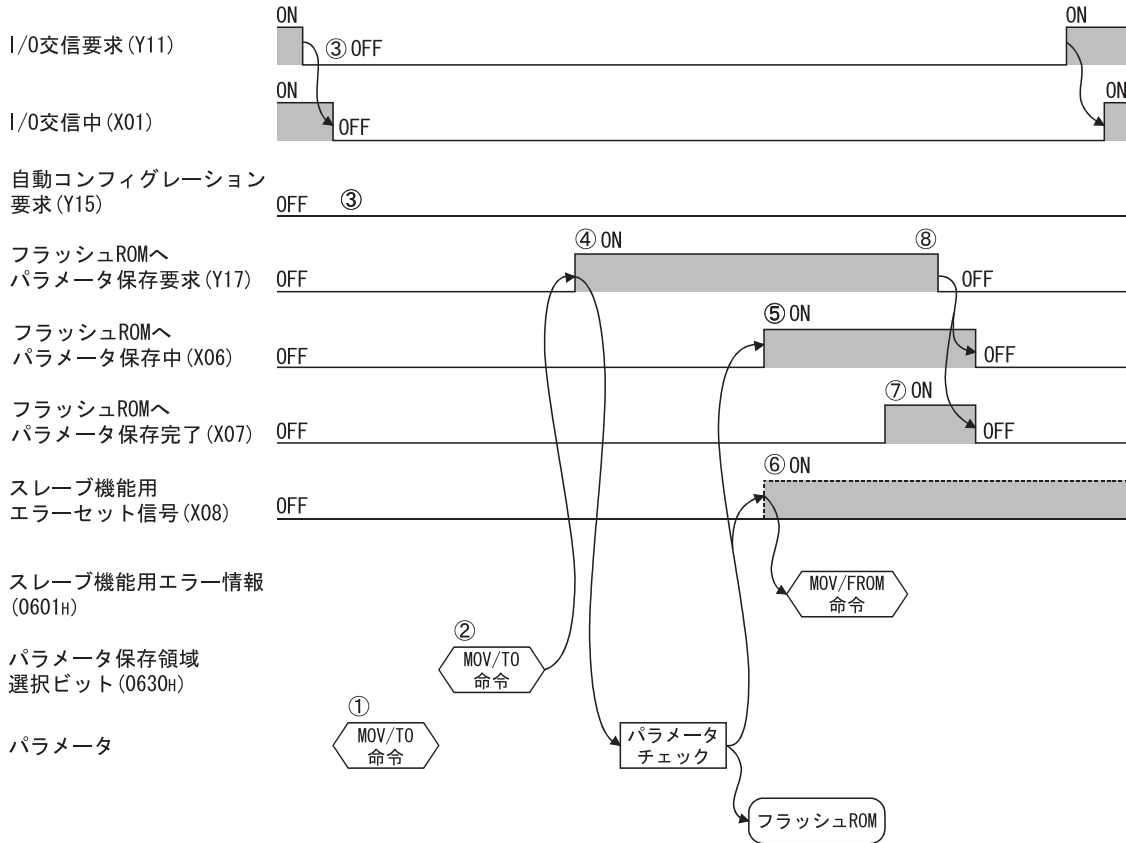 ON
ON
I/O交信要求(Y11)
③ OFF
ON
ON
I/O交信中(X01)
OFF
自動コンフィグレーション
要求(Y15)
OFF
③
フラッシュROMへ
パラメータ保存要求(Y17)
OFF
④ ON
⑧
OFF
フラッシュROMへ
パラメータ保存中(X06)
OFF
⑤ ON
OFF
フラッシュROMへ
パラメータ保存完了(X07)
OFF
⑦ ON
OFF
スレーブ機能用
エラーセット信号(X08)
OFF
⑥ ON
スレーブ機能用エラー情報
(0601H)
MOV/FROM
命令
パラメータ保存領域
選択ビット(0630H)
②
MOV/TO
命令
パラメータ
①
MOV/TO
命令
パラメータ
チェック
フラッシュROM